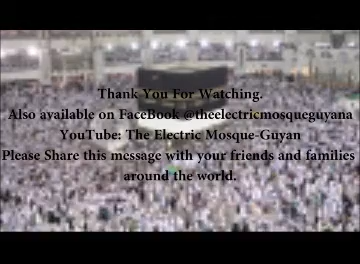 Thank You For Watching.
Also available on FaceBook @theelectricmosqueguyana
YouTube: The Electric Mosque-Guyan
Please Share this message with your friends and families
around the world.